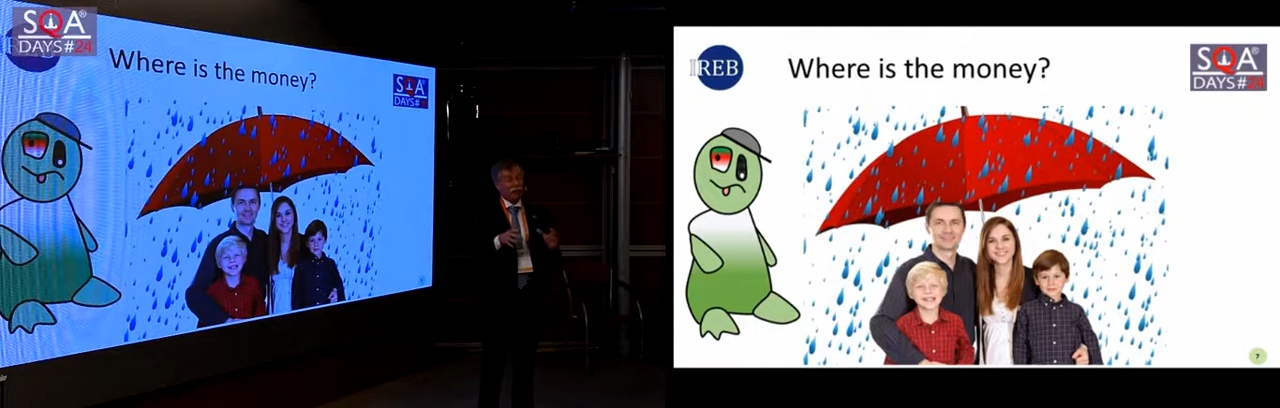 SQA
DAYS#24
Where is the money?
SQA
DAYS#24
IREB
Where is the money?
SQA
DAYS#24
7